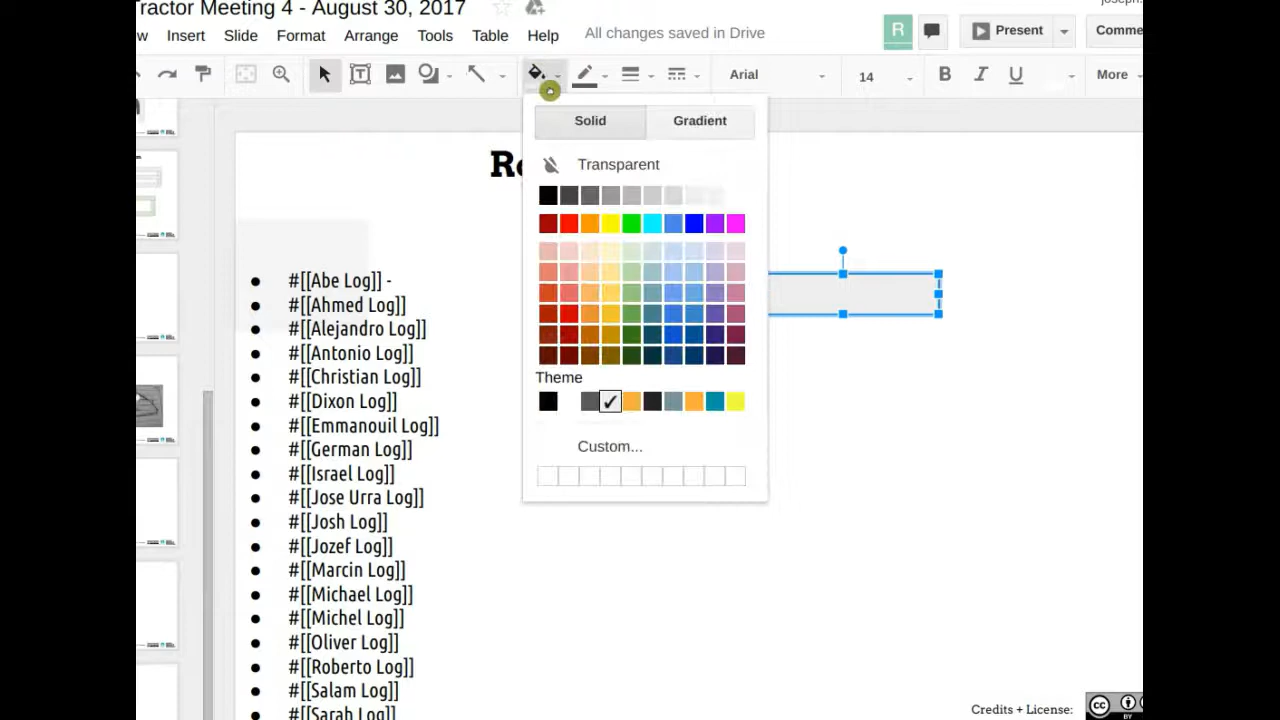 ractor Meeting 4 - August 30, 2017
Insert Slide Format Arrange Tools Table Help All changes saved in Drive R Present Comme
Arial 14 B I U More
Solid Gradient
Transparent
#[[Abe Log]] -
#[[Ahmed Log]]
#[[Alejandro Log]]
#[[Antonio Log]]
#[[Christian Log]]
Theme
#[[Dixon Log]]
#[[Emmanouil Log]]
Custom...
#[[German Log]]
#[[Israel Log]]
#[[Jose Urra Log]]
#[[Josh Log]]
#[[Jozef Log]]
#[[Marcin Log]]
#[[Michael Log]]
#[[Michel Log]]
#[[Oliver Log]]
#[[Roberto Log]]
#[[Salam Log]]
#[[Sarah Log]]
Credits + License:
CC BY